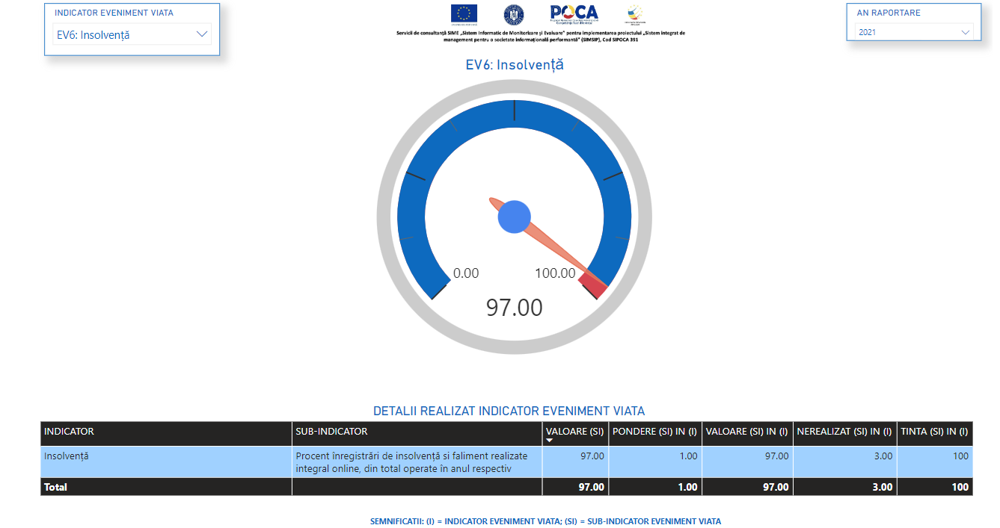 INDICATOR EVENIMENT VIATA
EV6: Insolvență
POCA
Competența face diferența!
AN RAPORTARE
2021
Servicii de consultanță SIME „Sistem Informatic de Monitorizare și Evaluare” pentru implementarea proiectului „Sistem integrat de
management pentru o societate informațională performantă” (SIMSIP), Cod SIPOCA 391
EV6: Insolvență
0.00
100.00
97.00
DETALII REALIZAT INDICATOR EVENIMENT VIATA
INDICATOR SUB-INDICATOR VALOARE (SI) PONDERE (SI) IN (I) VALOARE (SI) IN (I) NEREALIZAT (SI) IN (I) TINTA (SI) IN (I)
Insolvență Procent înregistrări de insolvență si faliment realizate 97.00 1.00 97.00 3.00 100
integral online, din total operate în anul respectiv
Total 97.00 1.00 97.00 3.00 100
SEMNIFICATII: (I) = INDICATOR EVENIMENT VIATA; (SI) = SUB-INDICATOR EVENIMENT VIATA